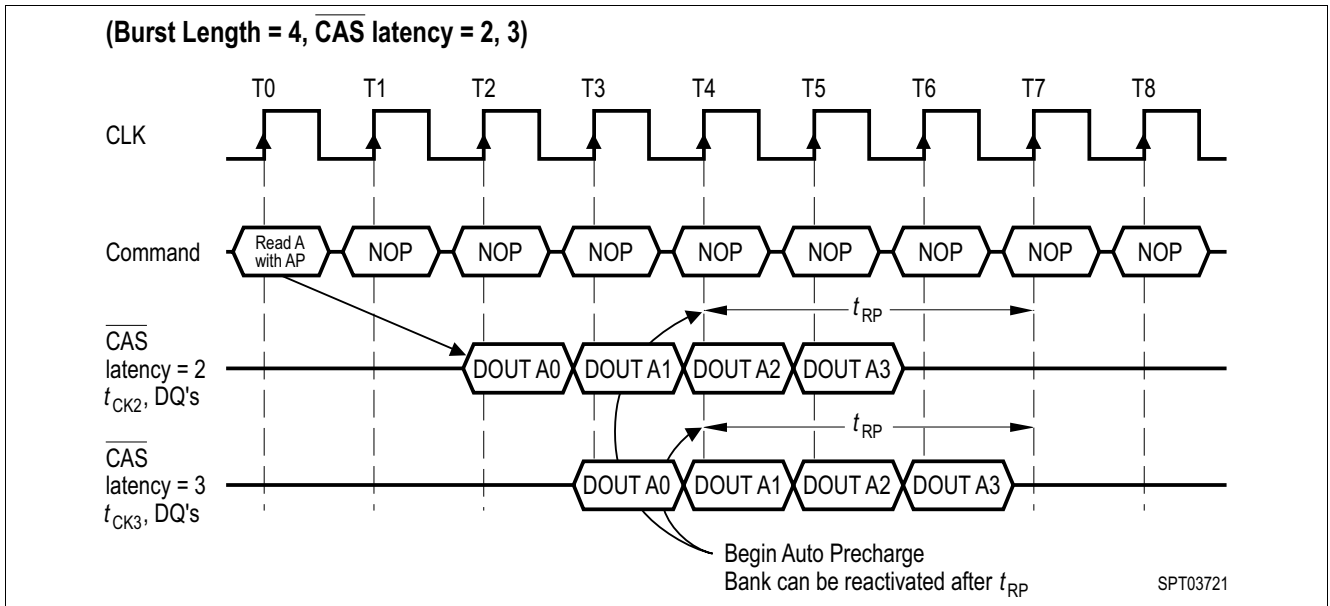 (Burst Length = 4, CAS latency = 2, 3)
T0 T1 T2 T3 T4 T5 T6 T7 T8
CLK
Command
Read A
with AP
NOP NOP NOP NOP NOP NOP NOP NOP
tRP
CAS
latency = 2
tCK2, DQ's
DOUT A0 DOUT A1 DOUT A2 DOUT A3
tRP
CAS
latency = 3
tCK3, DQ's
DOUT A0 DOUT A1 DOUT A2 DOUT A3
Begin Auto Precharge
Bank can be reactivated after tRP
SPT03721